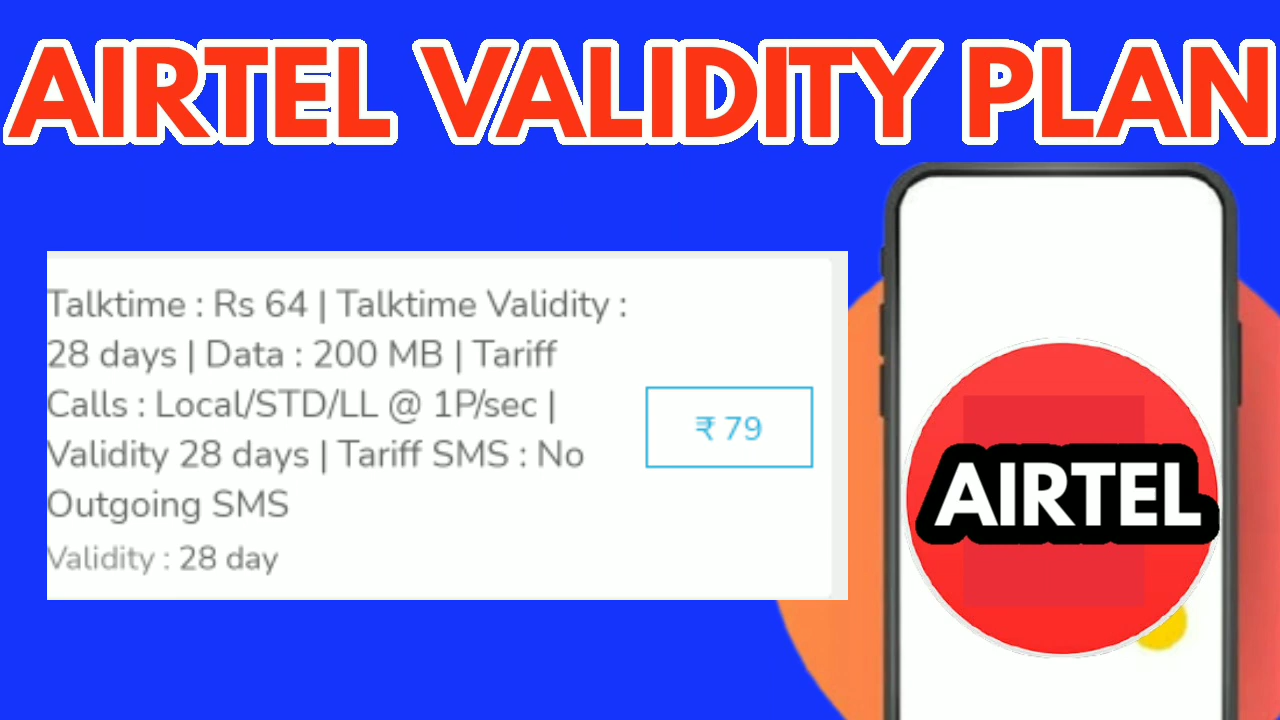 AIRTEL VALIDITY PLAN
Talktime : Rs 64 | Talktime Validity :
28 days | Data : 200 MB | Tariff
Calls : Local/STD/LL @ 1P/sec |
Validity 28 days | Tariff SMS : No
Outgoing SMS
Validity : 28 day
₹ 79
AIRTEL